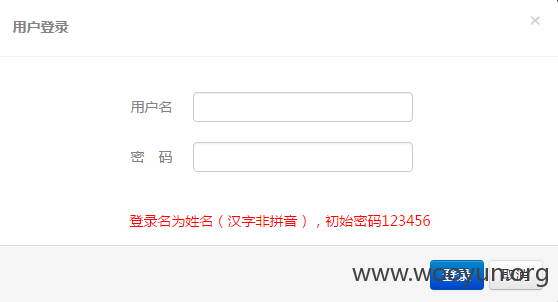 用户登录 ×
用户名
密 码
登录名为姓名（汉字非拼音），初始密码123456
登录 取消
www.wooyun.org